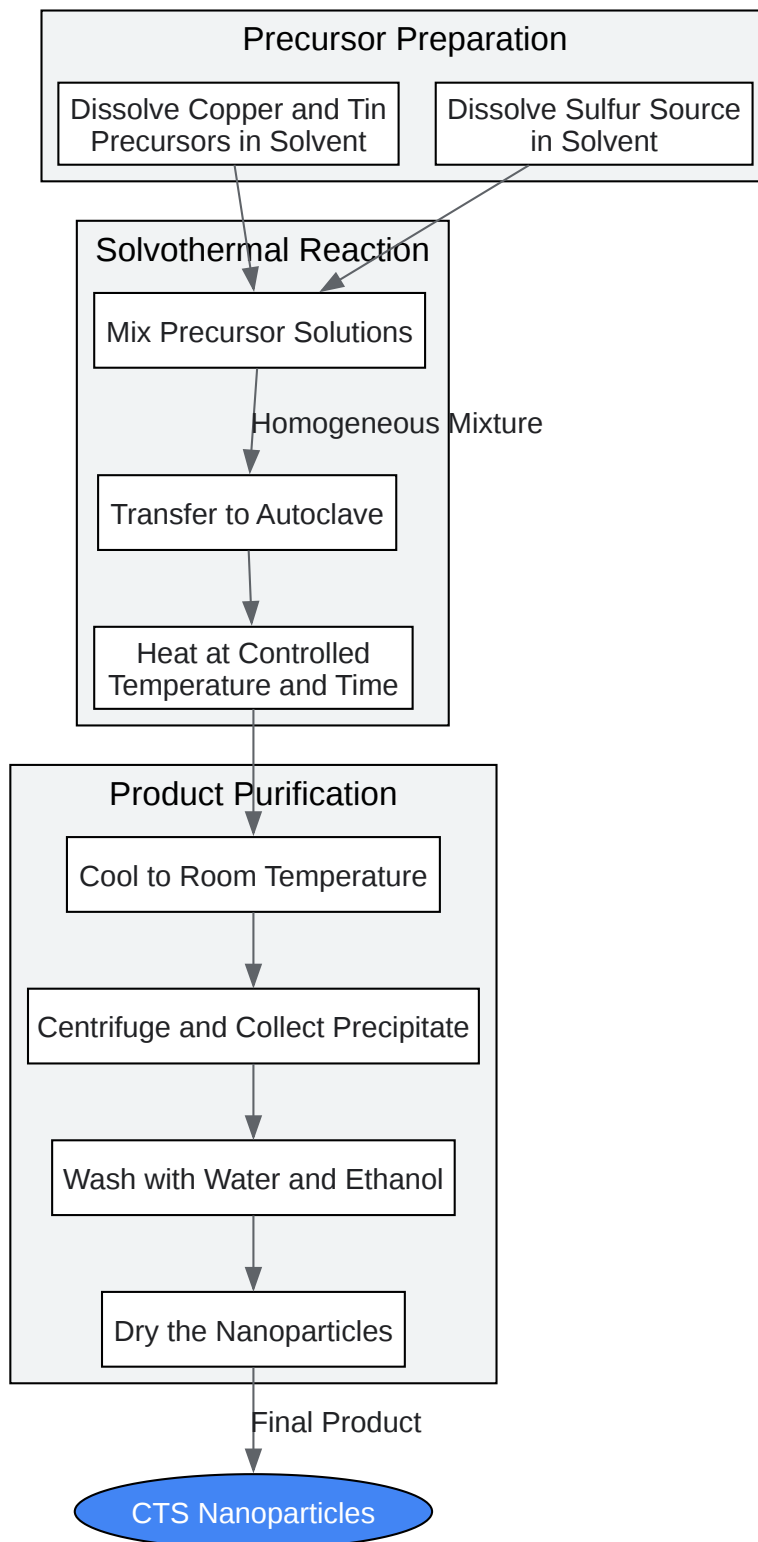 Precursor Preparation
Dissolve Copper and Tin
Precursors in Solvent
Dissolve Sulfur Source
in Solvent
Solvothermal Reaction
Mix Precursor Solutions
Homogeneous Mixture
Transfer to Autoclave
Heat at Controlled
Temperature and Time
Product Purification
Cool to Room Temperature
Centrifuge and Collect Precipitate
Wash with Water and Ethanol
Dry the Nanoparticles
Final Product
CTS Nanoparticles